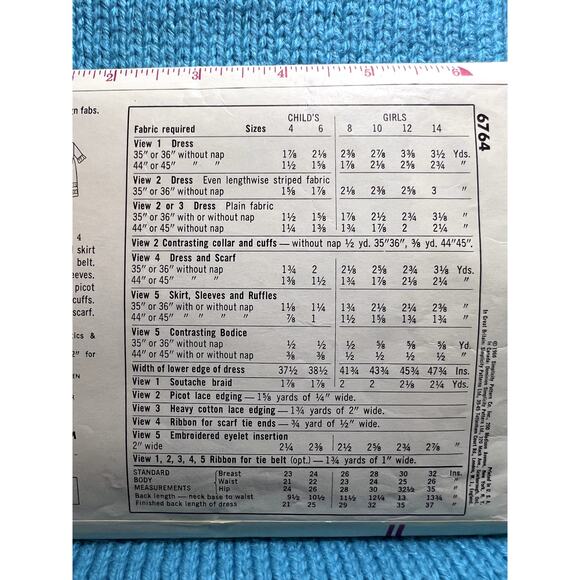 2| 3| 4| 5| 6
n fabs.
CHILD'S GIRLS
Fabric required Sizes 4 6 8 10 12 14
View 1 Dress
35" or 36" without nap 1⅞ 2⅛ 2⅜ 2⅞ 3⅜ 3½ Yds.
44" or 45" " " 1½ 1⅝ 1⅞ 2⅛ 2⅝ 2¾ "
View 2 Dress Even lengthwise striped fabric
35" or 36" without nap 1⅝ 1⅞ 2⅛ 2⅜ 2⅝ 3 "
View 2 or 3 Dress Plain fabric
35" or 36" with or without nap 1½ 1⅝ 1⅞ 2½ 2¾ 3⅛ "
44" or 45" without nap 1¼ 1⅜ 1¾ 1⅞ 2 2¼ "
View 2 Contrasting collar and cuffs — without nap ½ yd. 35"36", ⅜ yd. 44"45".
View 4 Dress and Scarf
35" or 36" without nap 1¾ 2 2⅛ 2⅝ 2¾ 3⅛ Yds.
44" or 45" " " 1⅜ 1½ 1¾ 1⅞ 2⅛ 2¼ "
View 5 Skirt, Sleeves and Ruffles
35" or 36" with or without nap 1⅛ 1¼ 1¾ 2⅛ 2¼ 2⅜ "
44" or 45" " " ⅞ 1 1½ 1⅝ 1¾ 1¾ "
View 5 Contrasting Bodice
35" or 36" without nap ½ ½ ½ ⅝ ⅝ ⅝ Yds.
44" or 45" with or without nap ⅜ ⅜ ½ ½ ½ ½ "
Width of lower edge of dress 37½ 38½ 41¾ 43¾ 45¾ 47¾ Ins.
View 1 Soutache braid 1⅞ 1⅞ 2 2 2⅛ 2¼ Yds.
View 2 Picot lace edging — 1⅝ yards of ¼" wide.
View 3 Heavy cotton lace edging — 1¾ yards of 2" wide.
View 4 Ribbon for scarf tie ends — ¾ yard of ½" wide.
View 5 Embroidered eyelet insertion
2" wide 2¼ 2⅜ 2½ 2⅝ 2¾ 2⅞ "
View 1, 2, 3, 4, 5 Ribbon for tie belt (opt.) — 1¾ yards of 1" wide.
STANDARD Breast 23 24 26 28 30 32 Ins.
BODY Waist 21 22 23 24 25 26 "
MEASUREMENTS Hip 24 26 28 30 32½ 35 "
Back length — neck base to waist 9½ 10½ 11½ 12¼ 13 13¾ "
Finished back length of dress 21 25 29 32 35 37 "
6764
4
skirt
belt.
eeves.
picot
cuffs.
scarf.
tics &
2" for
M
© 1966 Simplicity Pattern Co. Inc., 200 Madison Avenue, New York, N. Y.